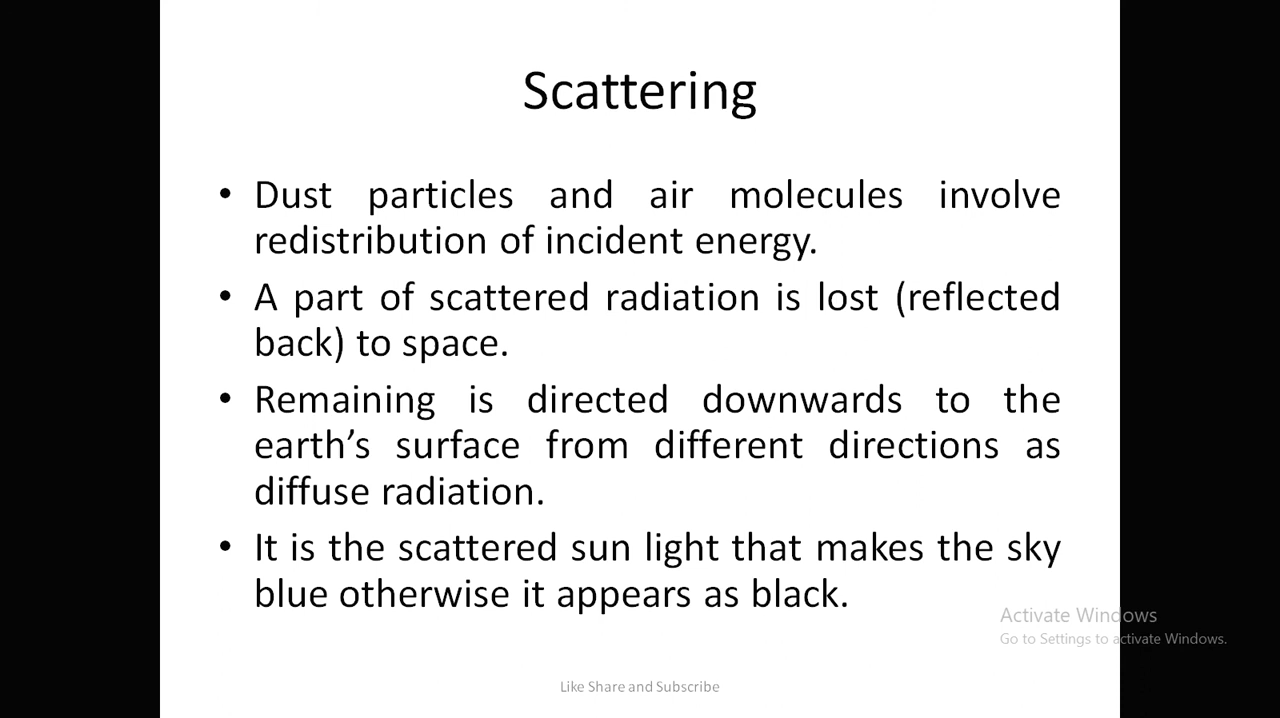 Scattering
• Dust particles and air molecules involve
redistribution of incident energy.
• A part of scattered radiation is lost (reflected
back) to space.
• Remaining is directed downwards to the
earth’s surface from different directions as
diffuse radiation.
• It is the scattered sun light that makes the sky
blue otherwise it appears as black.
Activate Windows
Go to Settings to activate Windows.
Like Share and Subscribe